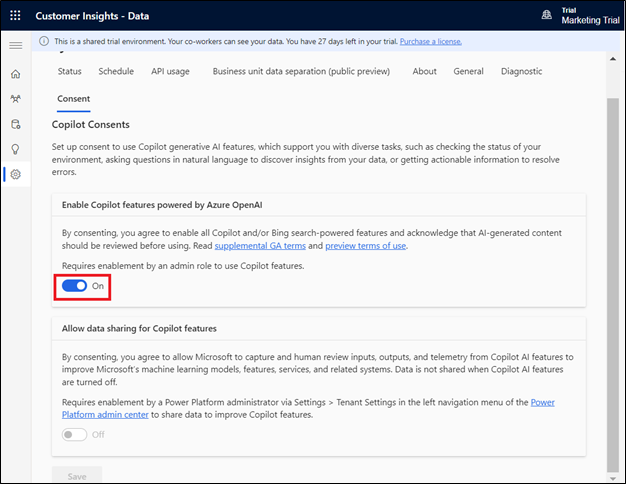 Customer Insights - Data
Trial
Marketing Trial
This is a shared trial environment. Your co-workers can see your data. You have 27 days left in your trial. Purchase a license.
Status Schedule API usage Business unit data separation (public preview) About General Diagnostic
Consent
Copilot Consents
Set up consent to use Copilot generative AI features, which support you with diverse tasks, such as checking the status of your
environment, asking questions in natural language to discover insights from your data, or getting actionable information to resolve
errors.
Enable Copilot features powered by Azure OpenAI
By consenting, you agree to enable all Copilot and/or Bing search-powered features and acknowledge that AI-generated content
should be reviewed before using. Read supplemental GA terms and preview terms of use.
Requires enablement by an admin role to use Copilot features.
On
Allow data sharing for Copilot features
By consenting, you agree to allow Microsoft to capture and human review inputs, outputs, and telemetry from Copilot AI features to
improve Microsoft's machine learning models, features, services, and related systems. Data is not shared when Copilot AI features
are turned off.
Requires enablement by a Power Platform administrator via Settings > Tenant Settings in the left navigation menu of the Power
Platform admin center to share data to improve Copilot features.
Off
Save